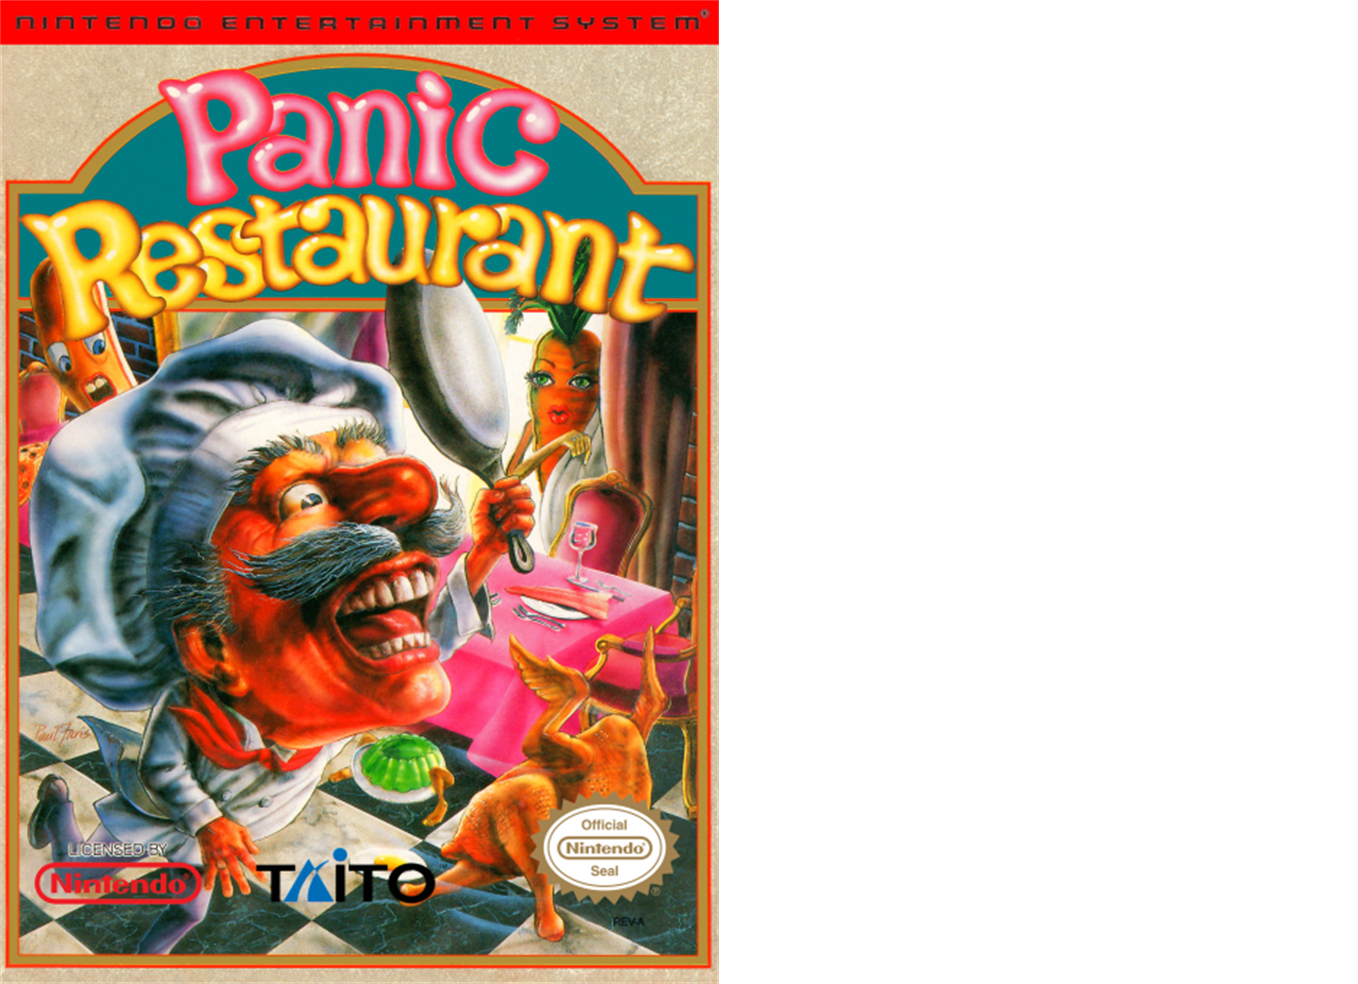 NINTENDO ENTERTAINMENT SYSTEM®
Panic
Restaurant
Paul Faris
LICENSED BY
Nintendo®
TAITO
Official
Nintendo®
Seal
®
REV-A